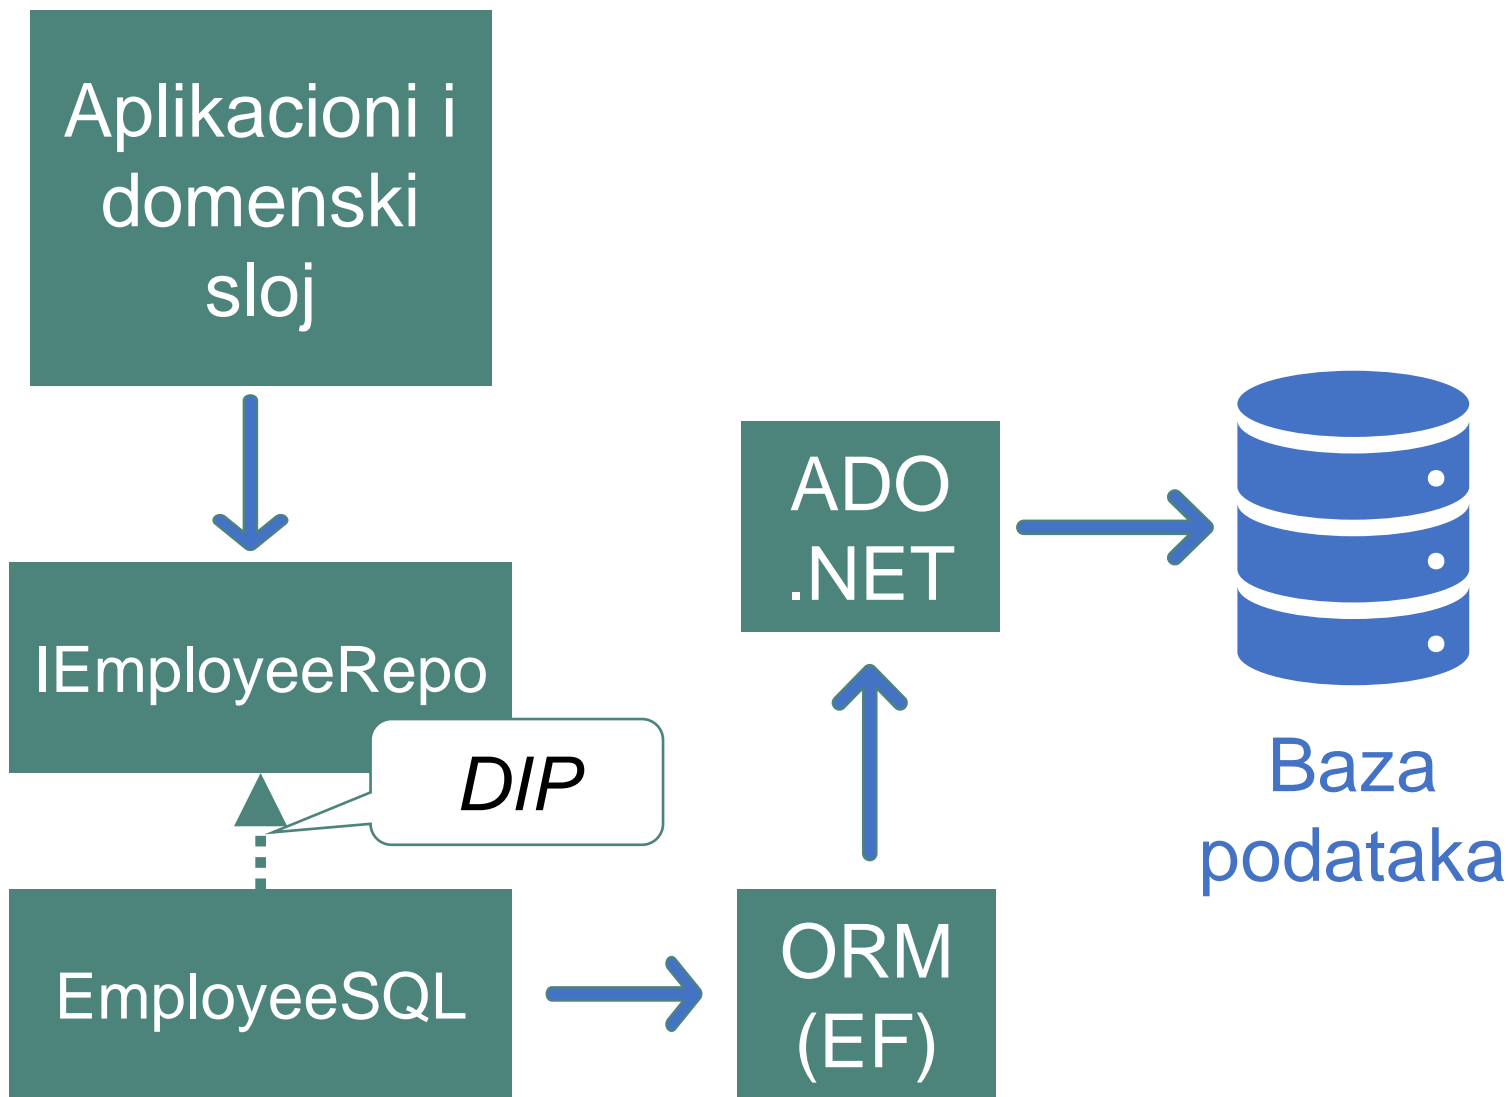 Aplikacioni i
domenski
sloj
IEmployeeRepo
DIP
EmployeeSQL
ORM
(EF)
ADO
.NET
Baza
podataka